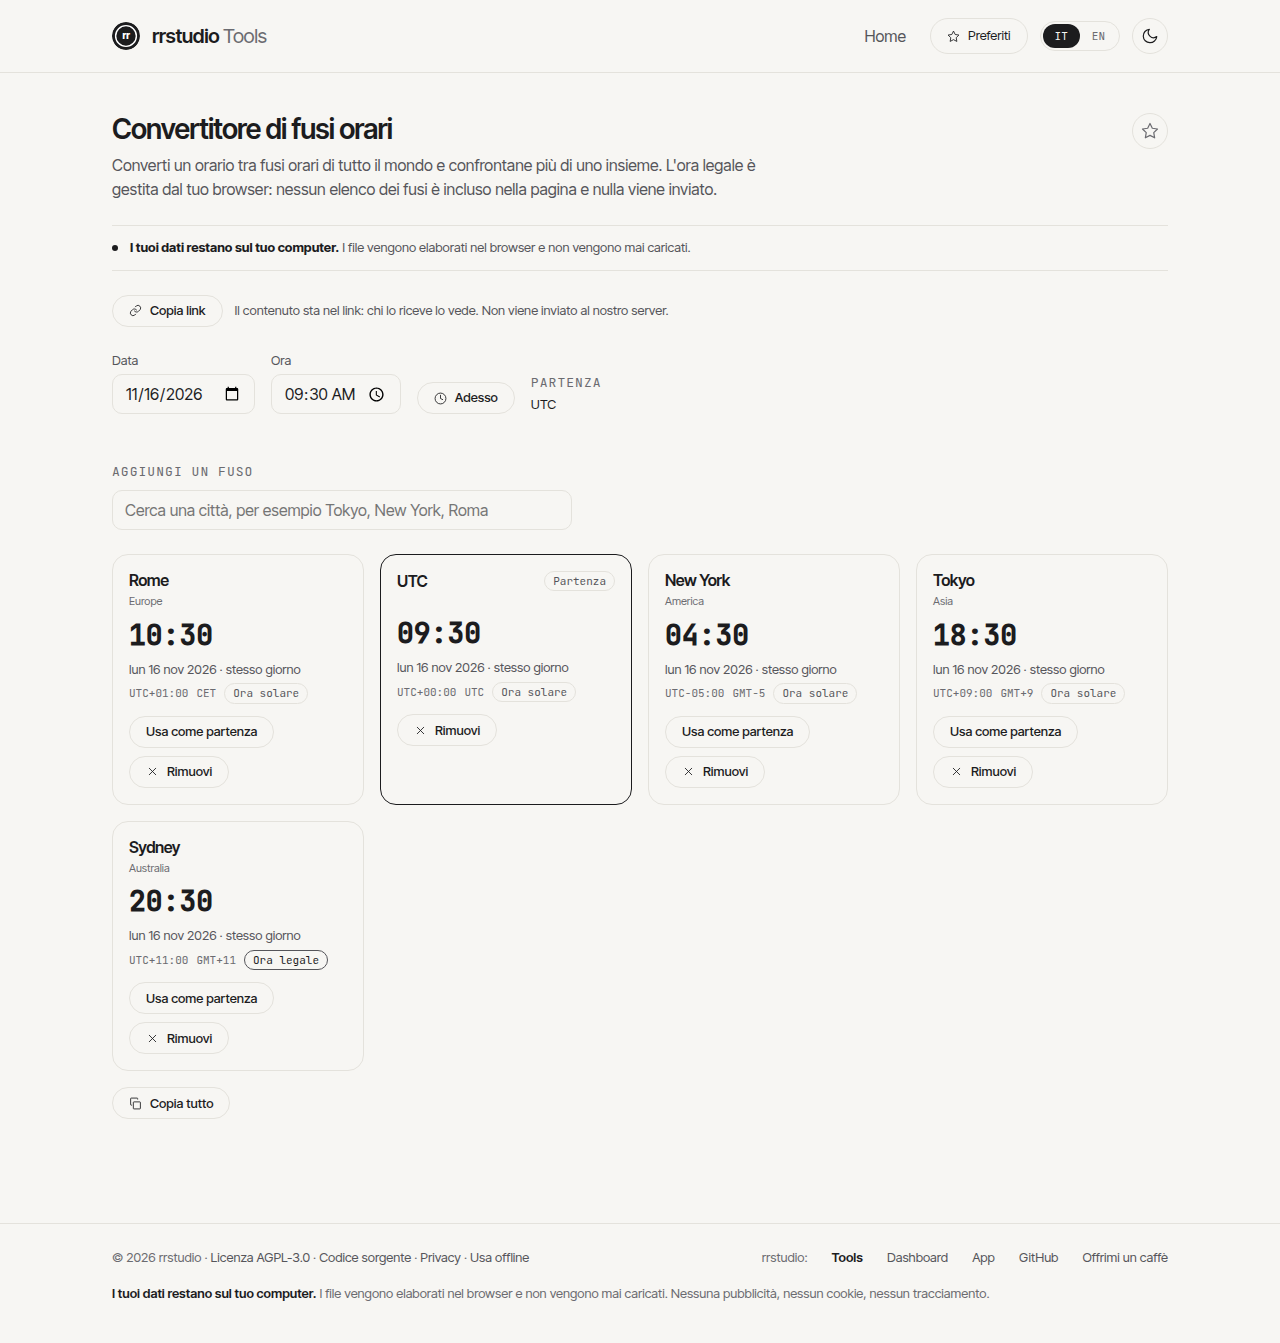 rr rrstudio Tools
Home
Preferiti
IT EN
Convertitore di fusi orari
Converti un orario tra fusi orari di tutto il mondo e confrontane più di uno insieme. L'ora legale è
gestita dal tuo browser: nessun elenco dei fusi è incluso nella pagina e nulla viene inviato.
I tuoi dati restano sul tuo computer. I file vengono elaborati nel browser e non vengono mai caricati.
Copia link Il contenuto sta nel link: chi lo riceve lo vede. Non viene inviato al nostro server.
Data
11/16/2026
Ora
09:30 AM
Adesso
PARTENZA
UTC
AGGIUNGI UN FUSO
Cerca una città, per esempio Tokyo, New York, Roma
Rome
Europe
10:30
lun 16 nov 2026 · stesso giorno
UTC+01:00 CET Ora solare
Usa come partenza
Rimuovi
UTC Partenza
09:30
lun 16 nov 2026 · stesso giorno
UTC+00:00 UTC Ora solare
Rimuovi
New York
America
04:30
lun 16 nov 2026 · stesso giorno
UTC-05:00 GMT-5 Ora solare
Usa come partenza
Rimuovi
Tokyo
Asia
18:30
lun 16 nov 2026 · stesso giorno
UTC+09:00 GMT+9 Ora solare
Usa come partenza
Rimuovi
Sydney
Australia
20:30
lun 16 nov 2026 · stesso giorno
UTC+11:00 GMT+11 Ora legale
Usa come partenza
Rimuovi
Copia tutto
© 2026 rrstudio · Licenza AGPL-3.0 · Codice sorgente · Privacy · Usa offline
rrstudio: Tools Dashboard App GitHub Offrimi un caffè
I tuoi dati restano sul tuo computer. I file vengono elaborati nel browser e non vengono mai caricati. Nessuna pubblicità, nessun cookie, nessun tracciamento.